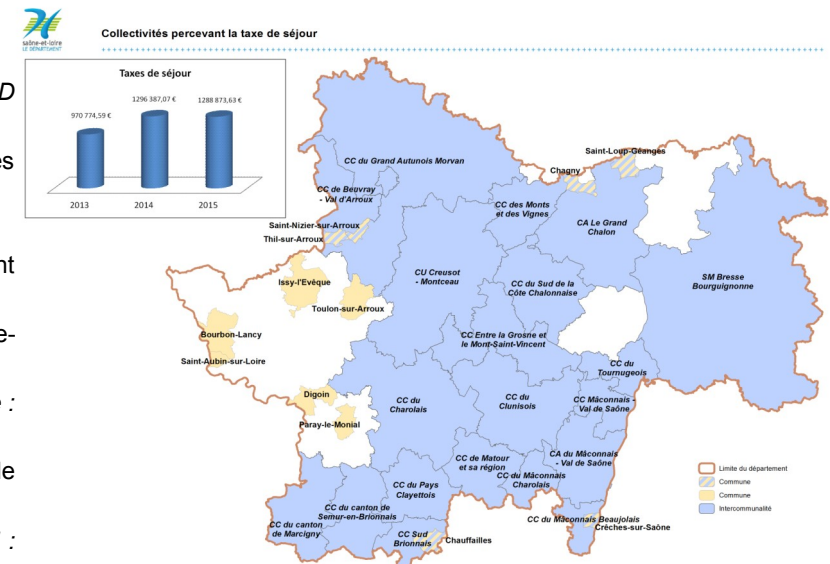 saône-et-loire
LE DÉPARTEMENT
Collectivités percevant la taxe de séjour
D
es
nt
e-
e :
le
:
Taxes de séjour
970 774,59 €
1296 387,07 €
1288 873,63 €
2013
2014
2015
CC du Grand Autunois Morvan
CC de Beuvray
- Val d'Arroux
Saint-Nizier-sur-Arroux
Thil-sur-Arroux
Saint-Loup-Géanges
Chagny
CC des Monts
et des Vignes
CA Le Grand
Chalon
SM Bresse
Bourguignonne
CU Creusot
- Montceau
CC du Sud de la
Côte Chalonnaise
Issy-l'Evêque
Toulon-sur-Arroux
Bourbon-Lancy
Saint-Aubin-sur-Loire
CC Entre la Grosne et
le Mont-Saint-Vincent
CC du
Tournugeois
Digoin
Paray-le-Monial
CC du
Charolais
CC du
Clunisois
CC Mâconnais -
Val de Saône
CC de Matour
et sa région
CA du Mâconnais
- Val de Saône
CC du Mâconnais
Charolais
CC du Pays
Clayettois
CC du canton de
Semur-en-Brionnais
CC du canton
de Marcigny
CC Sud
Brionnais
Chauffailles
CC du Mâconnais Beaujolais
Crêches-sur-Saône
Limite du département
Commune
Commune
Intercommunalité